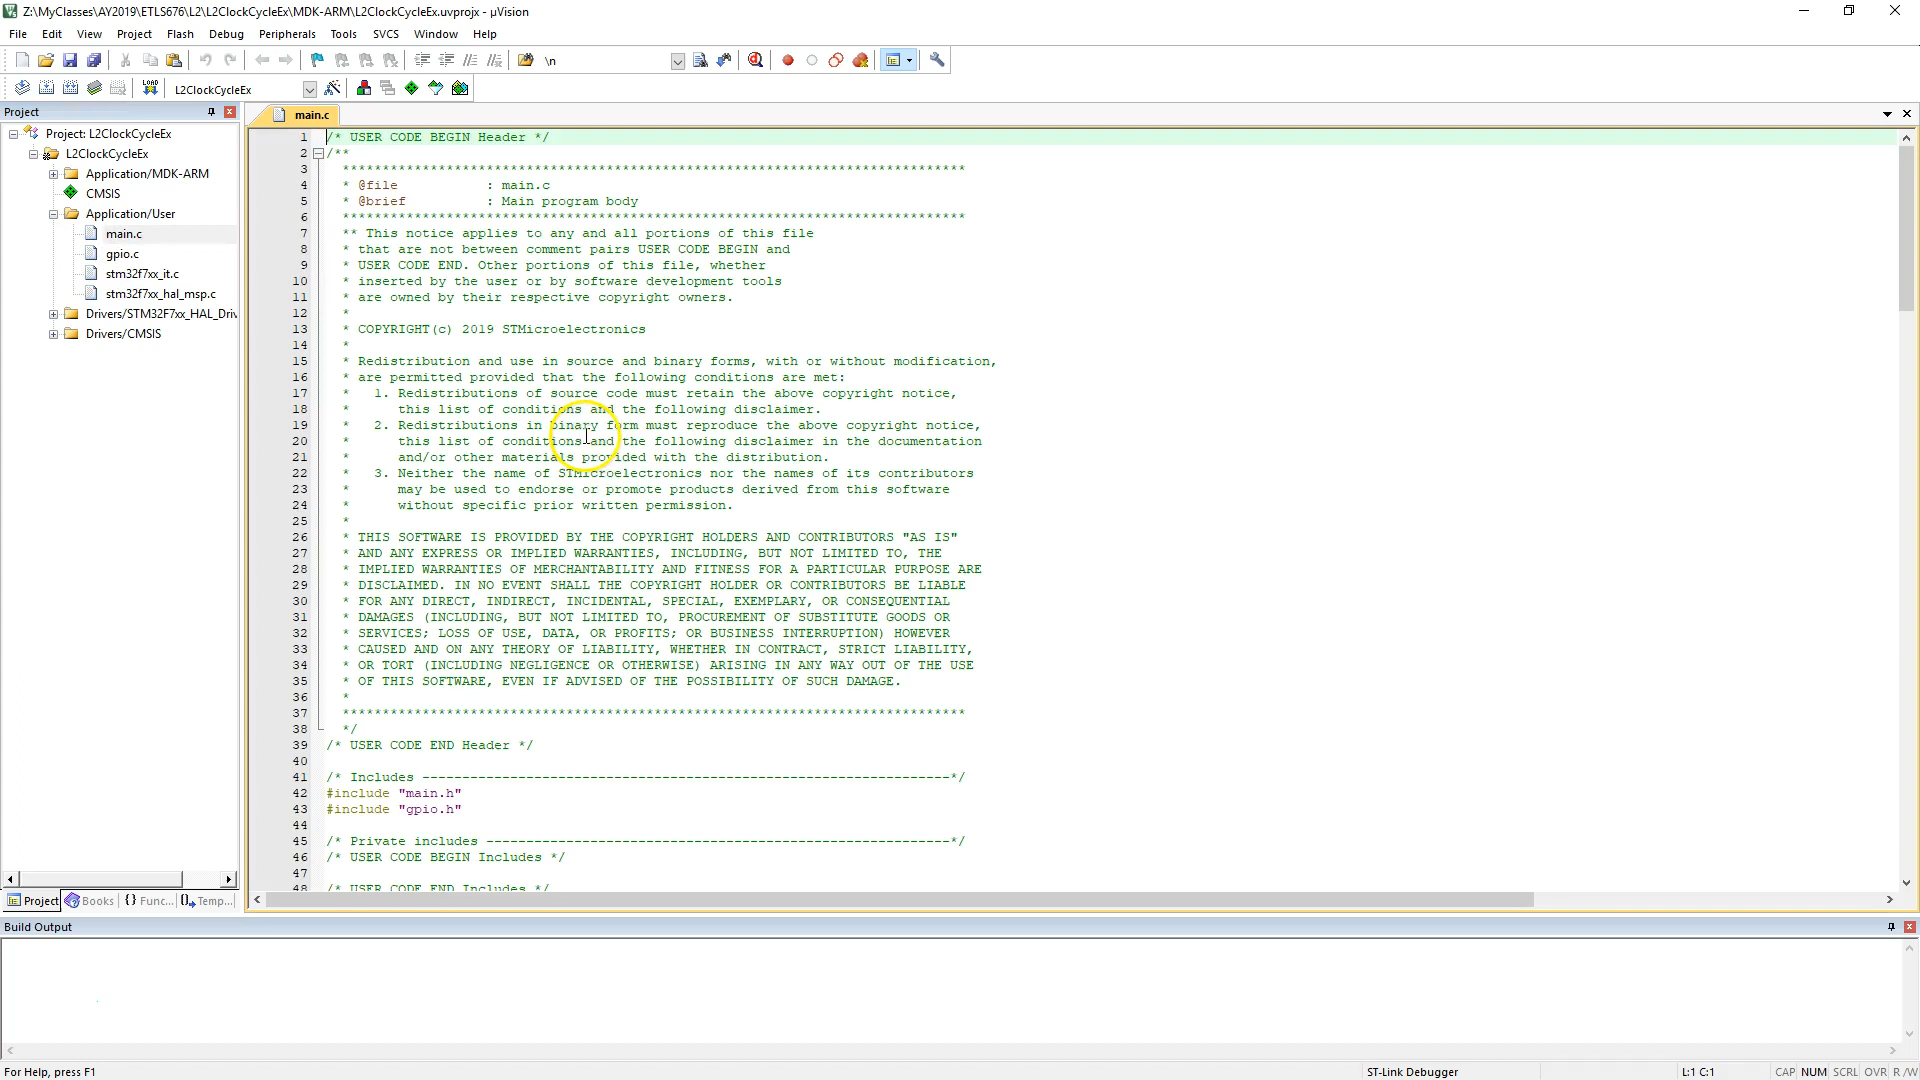 Z:\MyClasses\AY2019\ETLS676\L2\L2ClockCycleEx\MDK-ARM\L2ClockCycleEx.uvprojx - µVision
File Edit View Project Flash Debug Peripherals Tools SVCS Window Help
\n
LOAD L2ClockCycleEx
Project
main.c
Project: L2ClockCycleEx
L2ClockCycleEx
Application/MDK-ARM
CMSIS
Application/User
main.c
gpio.c
stm32f7xx_it.c
stm32f7xx_hal_msp.c
Drivers/STM32F7xx_HAL_Driv
Drivers/CMSIS
1 /* USER CODE BEGIN Header */
2 /**
3 ******************************************************************************
4 * @file : main.c
5 * @brief : Main program body
6 ******************************************************************************
7 ** This notice applies to any and all portions of this file
8 * that are not between comment pairs USER CODE BEGIN and
9 * USER CODE END. Other portions of this file, whether
10 * inserted by the user or by software development tools
11 * are owned by their respective copyright owners.
12 *
13 * COPYRIGHT(c) 2019 STMicroelectronics
14 *
15 * Redistribution and use in source and binary forms, with or without modification,
16 * are permitted provided that the following conditions are met:
17 * 1. Redistributions of source code must retain the above copyright notice,
18 * this list of conditions and the following disclaimer.
19 * 2. Redistributions in binary form must reproduce the above copyright notice,
20 * this list of conditions and the following disclaimer in the documentation
21 * and/or other materials provided with the distribution.
22 * 3. Neither the name of STMicroelectronics nor the names of its contributors
23 * may be used to endorse or promote products derived from this software
24 * without specific prior written permission.
25 *
26 * THIS SOFTWARE IS PROVIDED BY THE COPYRIGHT HOLDERS AND CONTRIBUTORS "AS IS"
27 * AND ANY EXPRESS OR IMPLIED WARRANTIES, INCLUDING, BUT NOT LIMITED TO, THE
28 * IMPLIED WARRANTIES OF MERCHANTABILITY AND FITNESS FOR A PARTICULAR PURPOSE ARE
29 * DISCLAIMED. IN NO EVENT SHALL THE COPYRIGHT HOLDER OR CONTRIBUTORS BE LIABLE
30 * FOR ANY DIRECT, INDIRECT, INCIDENTAL, SPECIAL, EXEMPLARY, OR CONSEQUENTIAL
31 * DAMAGES (INCLUDING, BUT NOT LIMITED TO, PROCUREMENT OF SUBSTITUTE GOODS OR
32 * SERVICES; LOSS OF USE, DATA, OR PROFITS; OR BUSINESS INTERRUPTION) HOWEVER
33 * CAUSED AND ON ANY THEORY OF LIABILITY, WHETHER IN CONTRACT, STRICT LIABILITY,
34 * OR TORT (INCLUDING NEGLIGENCE OR OTHERWISE) ARISING IN ANY WAY OUT OF THE USE
35 * OF THIS SOFTWARE, EVEN IF ADVISED OF THE POSSIBILITY OF SUCH DAMAGE.
36 *
37 ******************************************************************************
38 */
39 /* USER CODE END Header */
40
41 /* Includes ------------------------------------------------------------------*/
42 #include "main.h"
43 #include "gpio.h"
44
45 /* Private includes ----------------------------------------------------------*/
46 /* USER CODE BEGIN Includes */
47
48 /* USER CODE END Includes */
Project Books {} Func... Temp...
Build Output
For Help, press F1 ST-Link Debugger L:1 C:1 CAP NUM SCRL OVR R/W